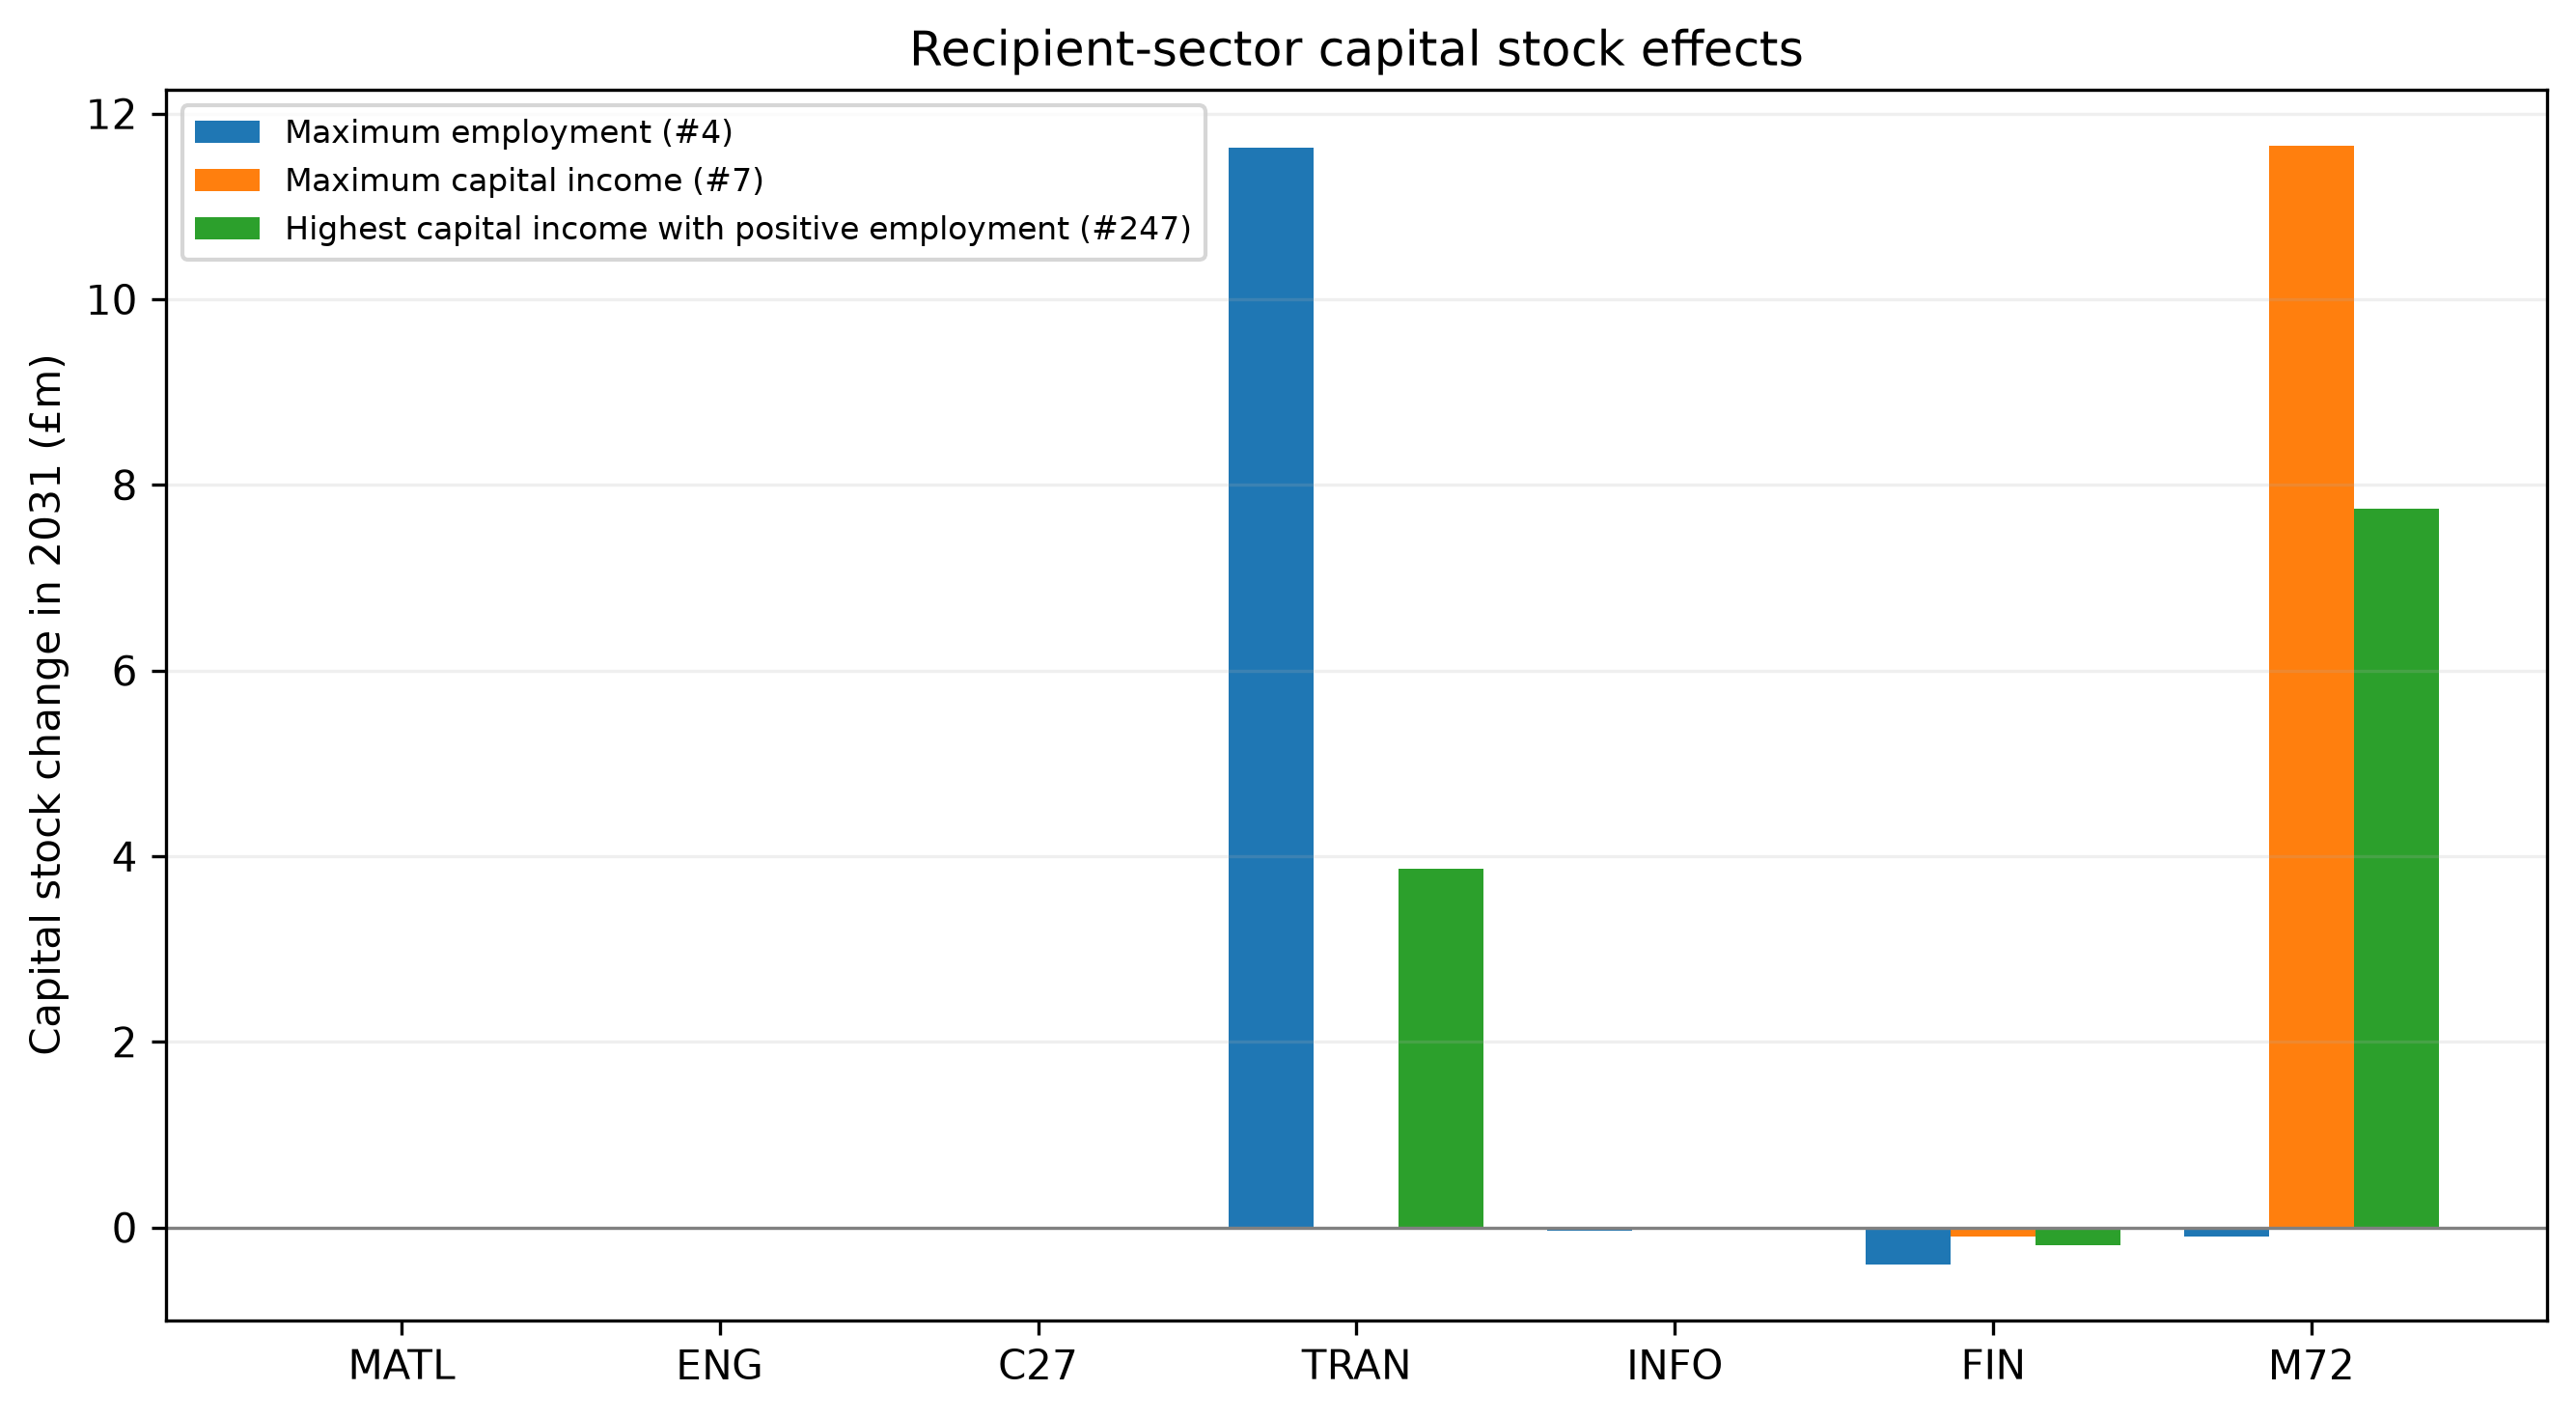 Recipient-sector capital stock effects
Maximum employment (#4)
Maximum capital income (#7)
Highest capital income with positive employment (#247)
Capital stock change in 2031 (£m)
12
10
8
6
4
2
0
MATL ENG C27 TRAN INFO FIN M72